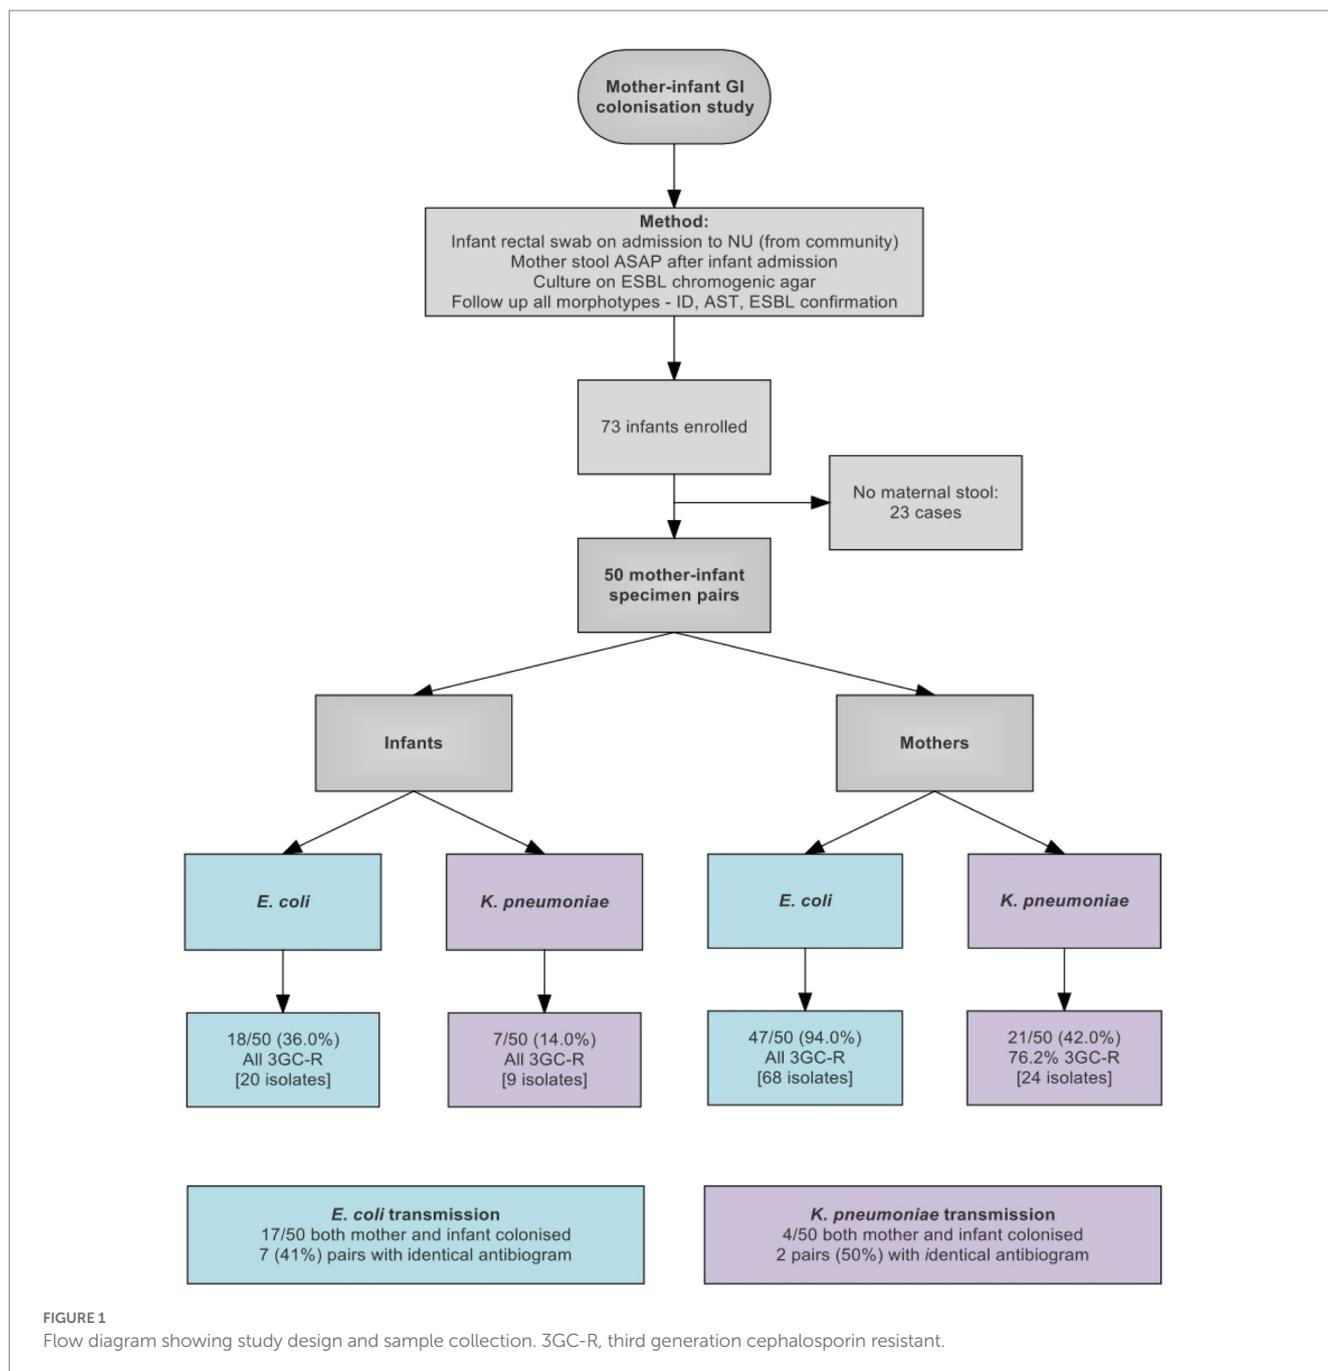 Mother-infant GI
colonisation study
Method:
Infant rectal swab on admission to NU (from community)
Mother stool ASAP after infant admission
Culture on ESBL chromogenic agar
Follow up all morphotypes - ID, AST, ESBL confirmation
73 infants enrolled
No maternal stool:
23 cases
50 mother-infant
specimen pairs
Infants
Mothers
E. coli
K. pneumoniae
E. coli
K. pneumoniae
18/50 (36.0%)
All 3GC-R
[20 isolates]
7/50 (14.0%)
All 3GC-R
[9 isolates]
47/50 (94.0%)
All 3GC-R
[68 isolates]
21/50 (42.0%)
76.2% 3GC-R
[24 isolates]
E. coli transmission
17/50 both mother and infant colonised
7 (41%) pairs with identical antibiogram
K. pneumoniae transmission
4/50 both mother and infant colonised
2 pairs (50%) with identical antibiogram
FIGURE 1
Flow diagram showing study design and sample collection. 3GC-R, third generation cephalosporin resistant.